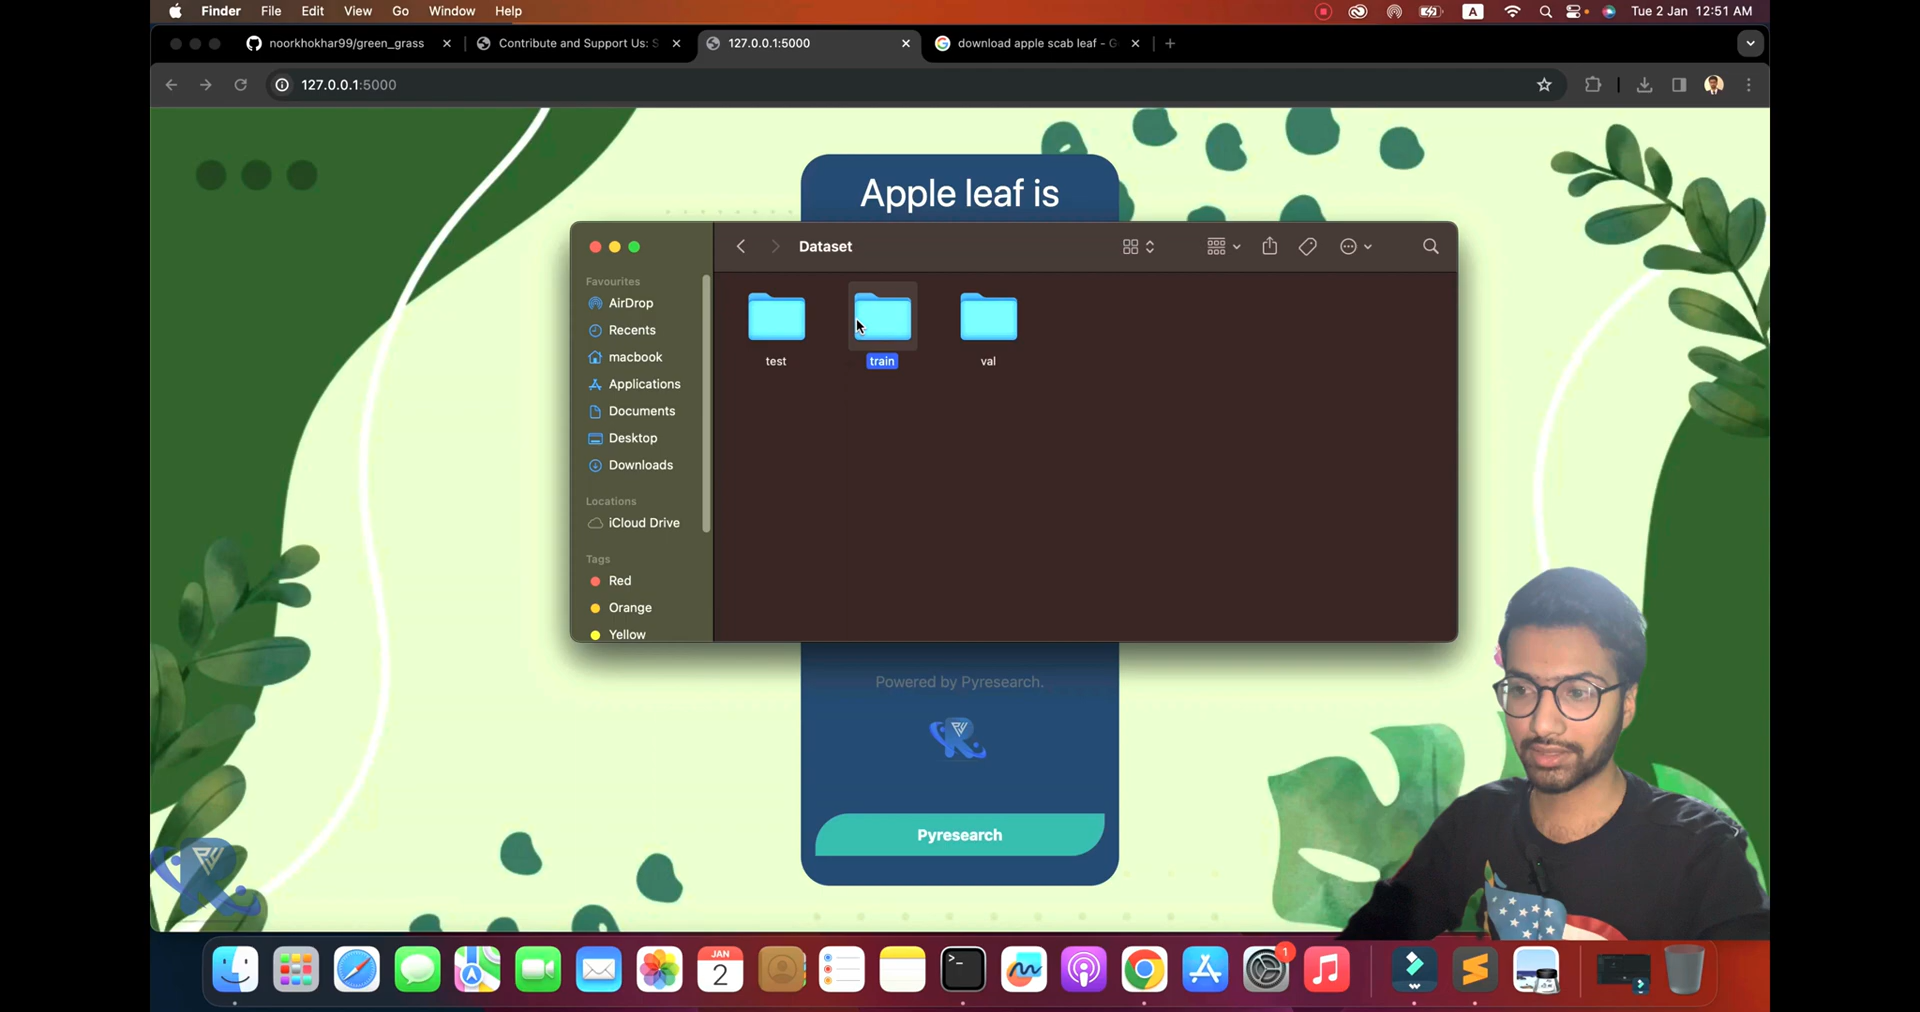 Finder File Edit View Go Window Help A Tue 2 Jan 12:51 AM
noorkhokhar99/green_grass Contribute and Support Us: S 127.0.0.1:5000 download apple scab leaf - G
127.0.0.1:5000
Apple leaf is
Dataset
Favourites
AirDrop
Recents
macbook
Applications
Documents
Desktop
Downloads
Locations
iCloud Drive
Tags
Red
Orange
Yellow
test train val
Powered by Pyresearch.
Pyresearch
JAN
2
>_
1